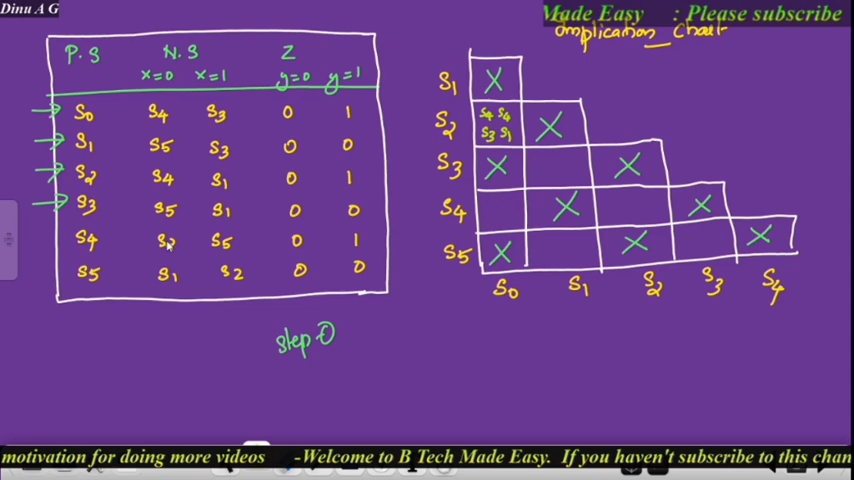 Dinu A G
Made Easy : Please subscribe
Implication Chart
P.S N.S Z
x=0 x=1 y=0 y=1
S0 S4 S3 0 1
S1 S5 S3 0 0
S2 S4 S1 0 1
S3 S5 S1 0 0
S4 S2 S5 0 1
S5 S1 S2 0 0
S1 X
S2 S4 S4 X
S3 S1
S3 X X
S4 X X
S5 X X X
S0 S1 S2 S3 S4
step-①
motivation for doing more videos -Welcome to B Tech Made Easy. If you haven't subscribe to this chan